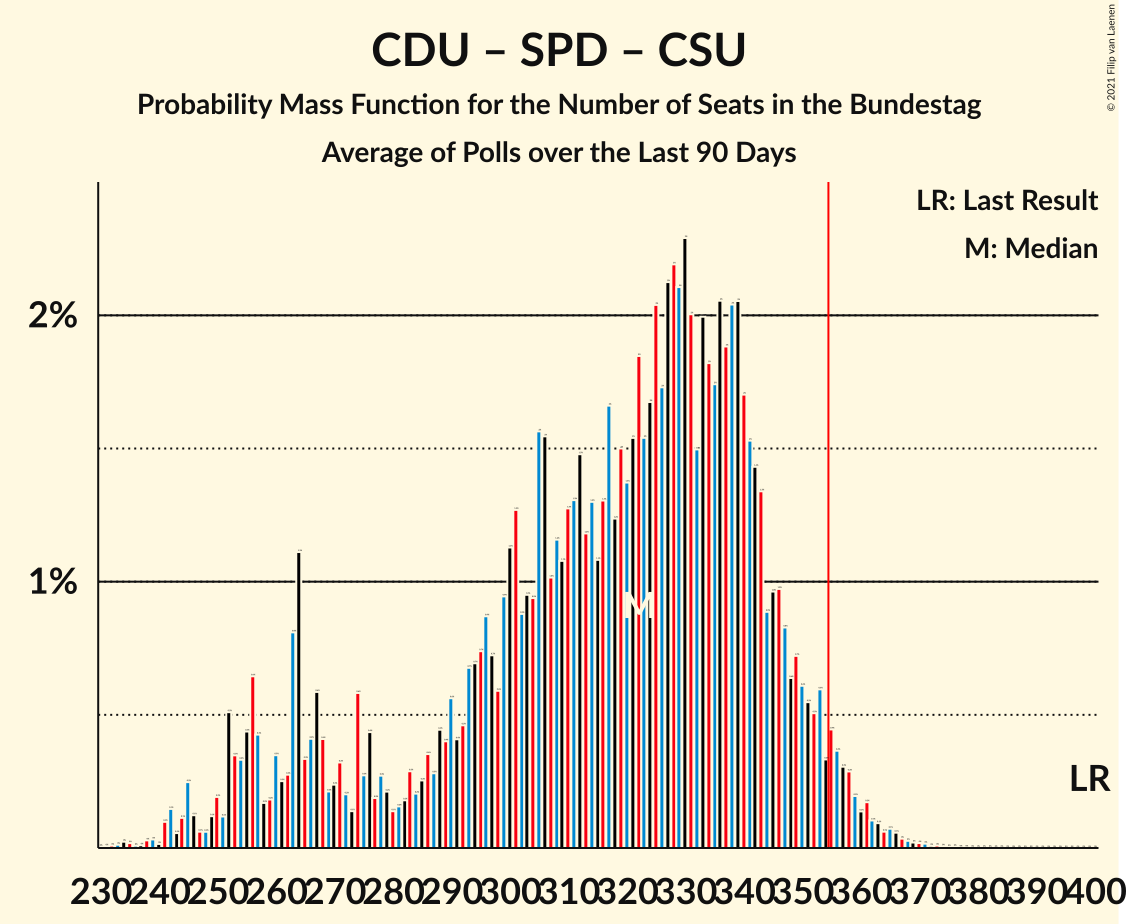 CDU – SPD – CSU
Probability Mass Function for the Number of Seats in the Bundestag
Average of Polls over the Last 90 Days
© 2021 Filip van Laenen
LR: Last Result
M: Median
2%
1%
M
LR
230 240 250 260 270 280 290 300 310 320 330 340 350 360 370 380 390 400